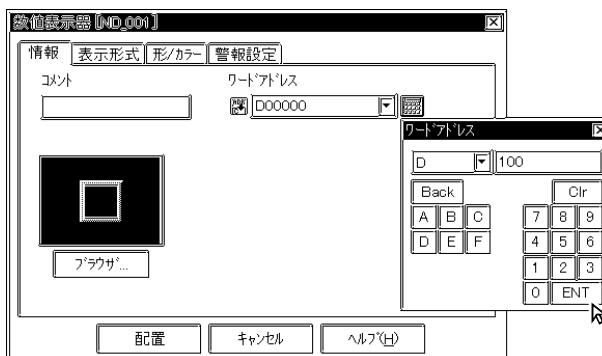 数値表示器 [ND_001]
情報 表示形式 形/カラー 警報設定
コメント ワードアドレス
D00000
ワードアドレス
D 100
Back Clr
A B C 7 8 9
D E F 4 5 6
1 2 3
0 ENT
ブラウザ...
配置 キャンセル ヘルプ(H)